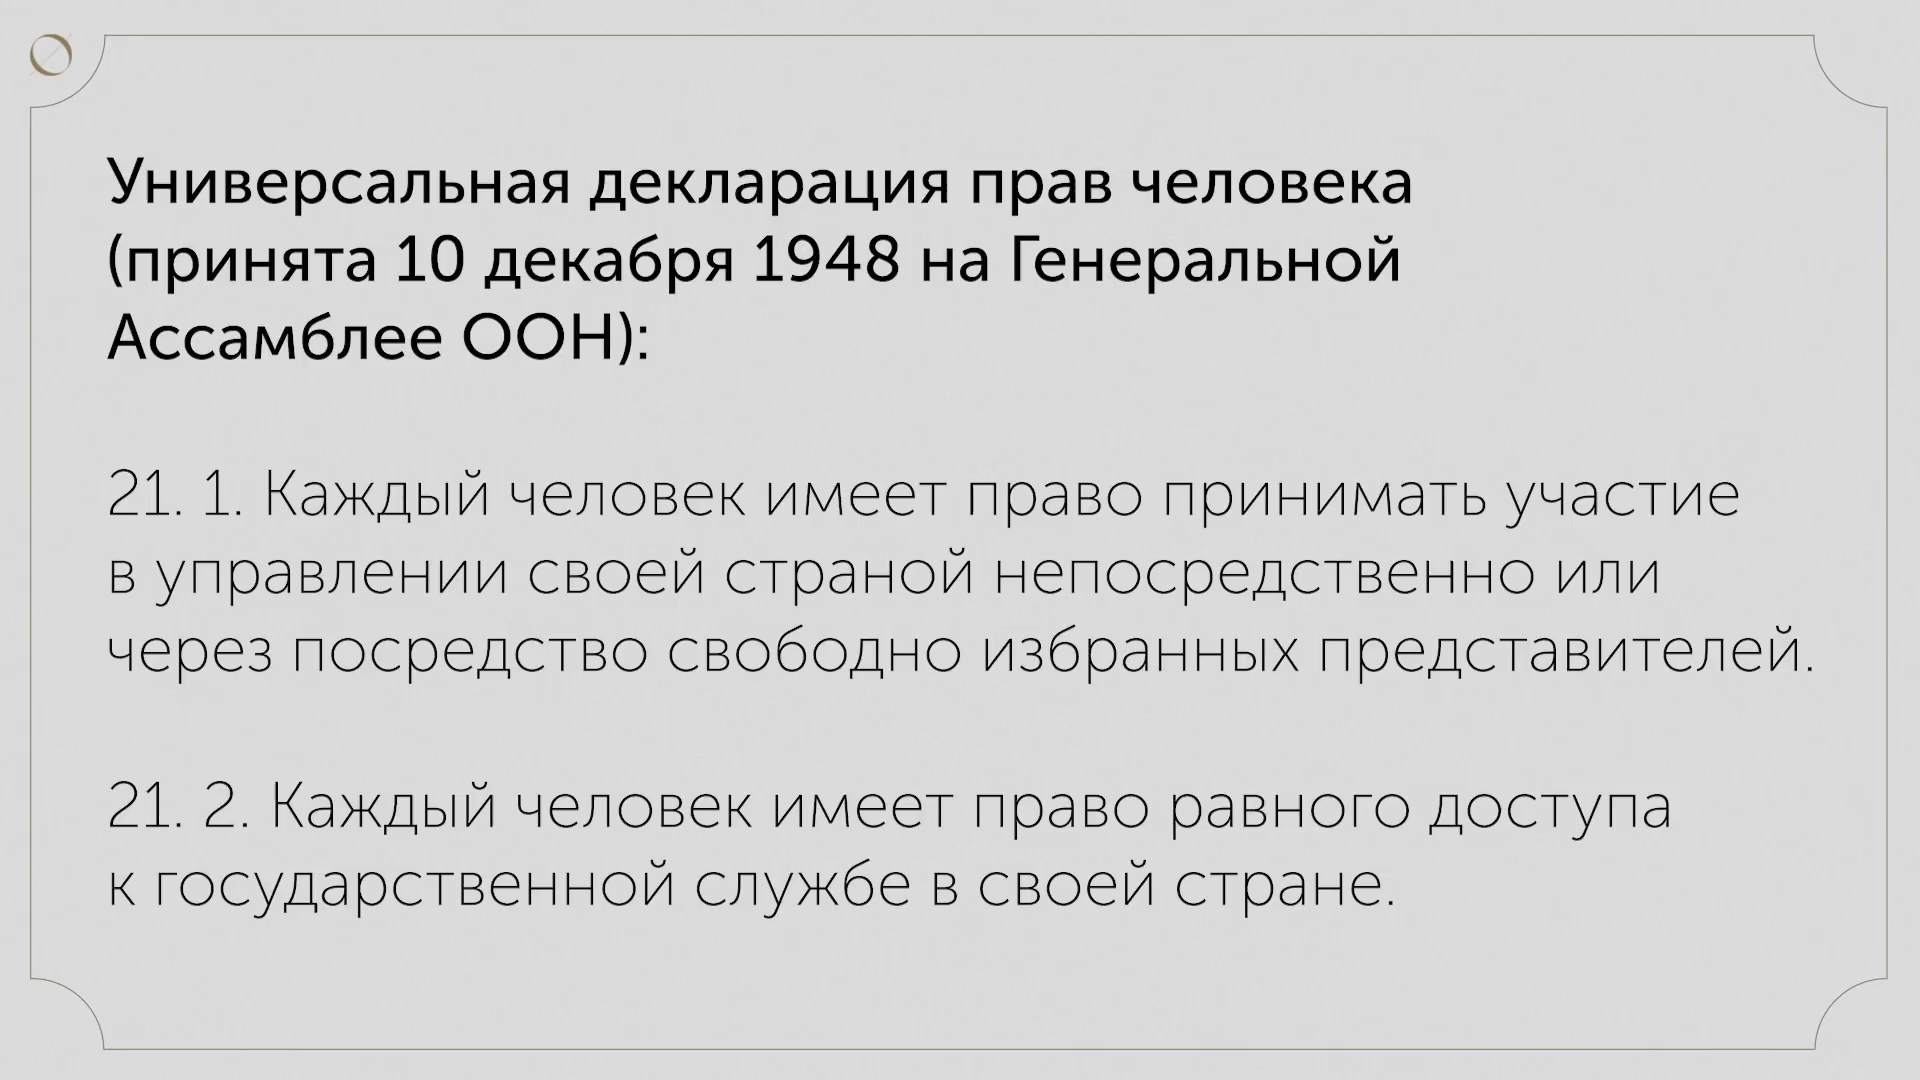 Универсальная декларация прав человека
(принята 10 декабря 1948 на Генеральной
Ассамблее ООН):
21. 1. Каждый человек имеет право принимать участие
в управлении своей страной непосредственно или
через посредство свободно избранных представителей.
21. 2. Каждый человек имеет право равного доступа
к государственной службе в своей стране.